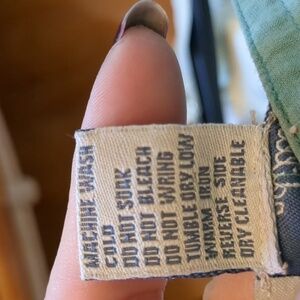 MACHINE WASH
COLD
DO NOT SOAK
DO NOT BLEACH
DO NOT WRING
TUMBLE DRY LOW
WARM IRON
REVERSE SIDE
DRY CLEANABLE